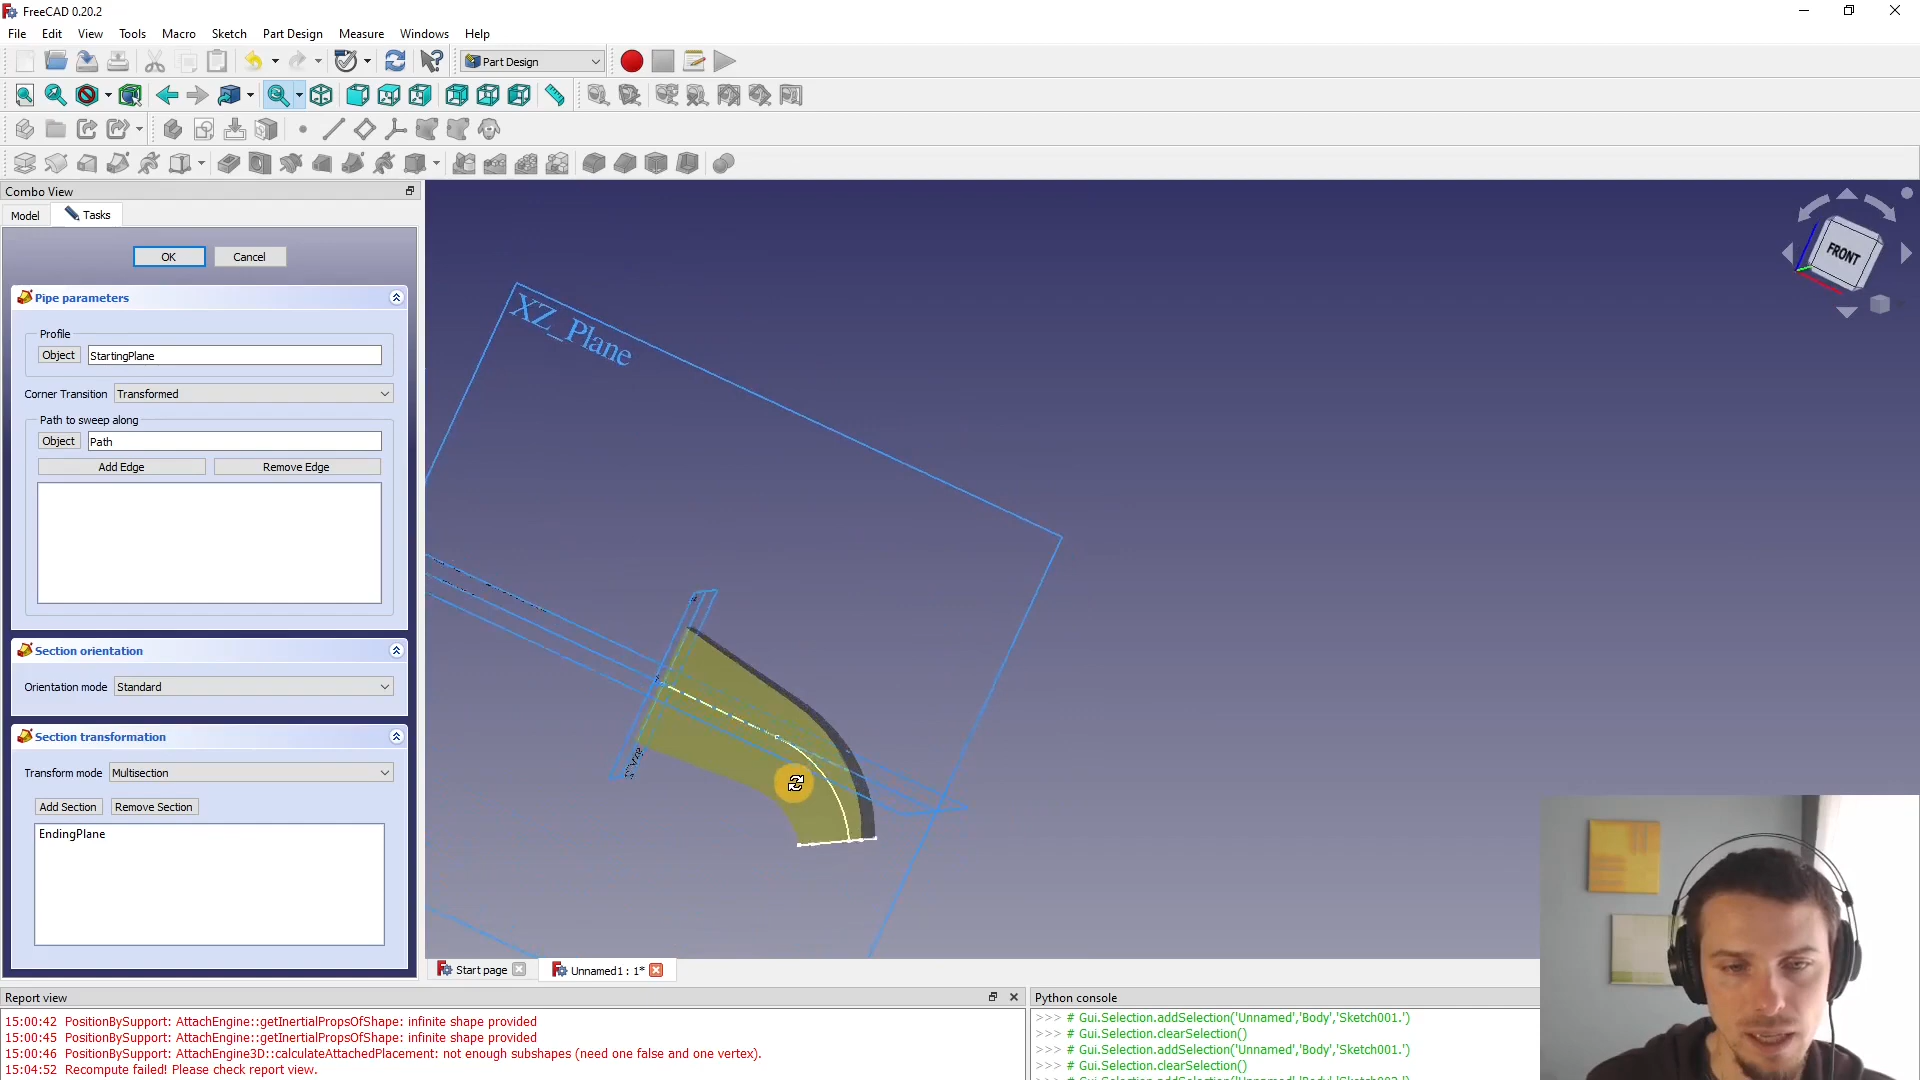 FreeCAD 0.20.2
File Edit View Tools Macro Sketch Part Design Measure Windows Help
Part Design
Combo View
Model Tasks
OK Cancel
Pipe parameters
Profile
Object StartingPlane
Corner Transition Transformed
Path to sweep along
Object Path
Add Edge Remove Edge
Section orientation
Orientation mode Standard
Section transformation
Transform mode Multisection
Add Section Remove Section
EndingPlane
XZ_Plane
FRONT
Start page Unnamed1 : 1*
Report view
15:00:42 PositionBySupport: AttachEngine::getInertialPropsOfShape: infinite shape provided
15:00:45 PositionBySupport: AttachEngine::getInertialPropsOfShape: infinite shape provided
15:00:46 PositionBySupport: AttachEngine3D::calculateAttachedPlacement: not enough subshapes (need one false and one vertex).
15:04:52 Recompute failed! Please check report view.
Python console
>>> # Gui.Selection.addSelection('Unnamed','Body','Sketch001.')
>>> # Gui.Selection.clearSelection()
>>> # Gui.Selection.addSelection('Unnamed','Body','Sketch001.')
>>> # Gui.Selection.clearSelection()